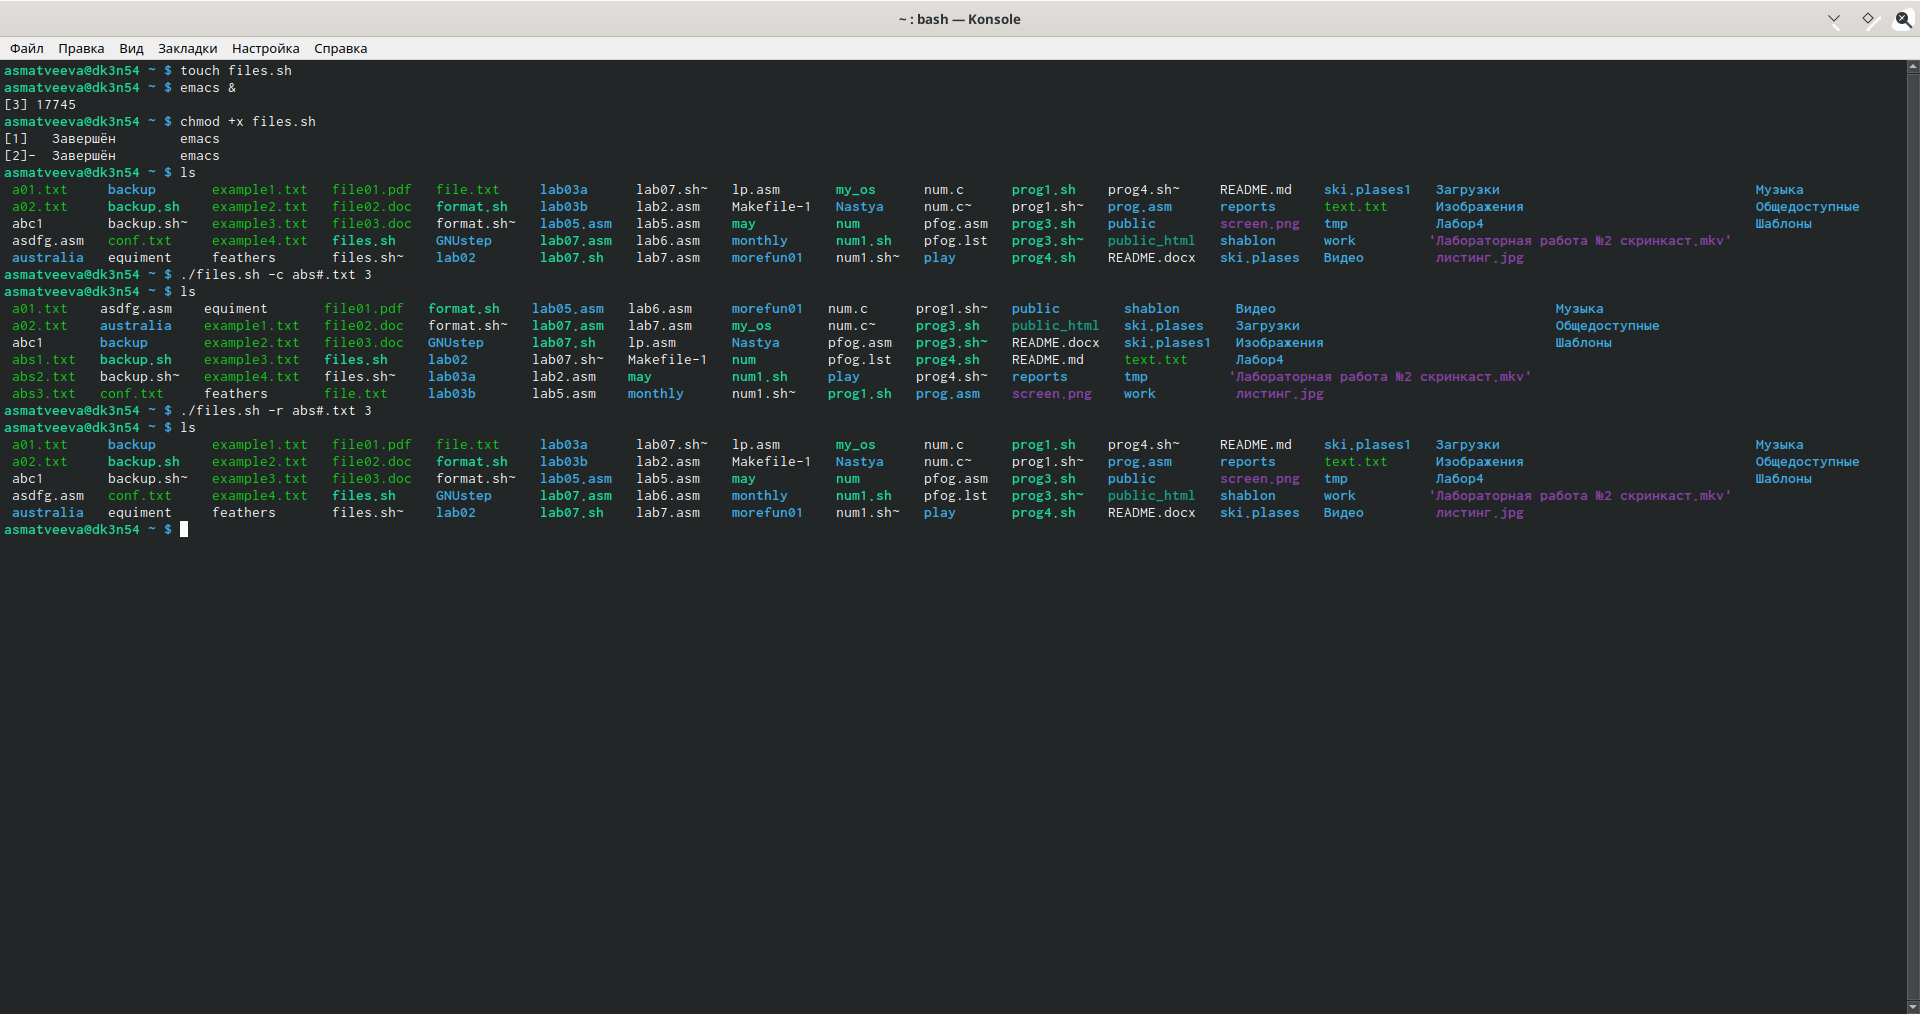 ~ : bash — Konsole
Файл Правка Вид Закладки Настройка Справка
asmatveeva@dk3n54 ~ $ touch files.sh
asmatveeva@dk3n54 ~ $ emacs &
[3] 17745
asmatveeva@dk3n54 ~ $ chmod +x files.sh
[1]   Завершён        emacs
[2]-  Завершён        emacs
asmatveeva@dk3n54 ~ $ ls
a01.txt backup example1.txt file01.pdf file.txt lab03a lab07.sh~ lp.asm my_os num.c prog1.sh prog4.sh~ README.md ski.plases1 Загрузки Музыка
a02.txt backup.sh example2.txt file02.doc format.sh lab03b lab2.asm Makefile-1 Nastya num.c~ prog1.sh~ prog.asm reports text.txt Изображения Общедоступные
abc1 backup.sh~ example3.txt file03.doc format.sh~ lab05.asm lab5.asm may num pfog.asm prog3.sh public screen.png tmp Лабор4 Шаблоны
asdfg.asm conf.txt example4.txt files.sh GNUstep lab07.asm lab6.asm monthly num1.sh pfog.lst prog3.sh~ public_html shablon work 'Лабораторная работа №2 скринкаст.mkv'
australia equiment feathers files.sh~ lab02 lab07.sh lab7.asm morefun01 num1.sh~ play prog4.sh README.docx ski.plases Видео листинг.jpg
asmatveeva@dk3n54 ~ $ ./files.sh -c abs#.txt 3
asmatveeva@dk3n54 ~ $ ls
a01.txt asdfg.asm equiment file01.pdf format.sh lab05.asm lab6.asm morefun01 num.c prog1.sh~ public shablon Видео Музыка
a02.txt australia example1.txt file02.doc format.sh~ lab07.asm lab7.asm my_os num.c~ prog3.sh public_html ski.plases Загрузки Общедоступные
abc1 backup example2.txt file03.doc GNUstep lab07.sh lp.asm Nastya pfog.asm prog3.sh~ README.docx ski.plases1 Изображения Шаблоны
abs1.txt backup.sh example3.txt files.sh lab02 lab07.sh~ Makefile-1 num pfog.lst prog4.sh README.md text.txt Лабор4
abs2.txt backup.sh~ example4.txt files.sh~ lab03a lab2.asm may num1.sh play prog4.sh~ reports tmp 'Лабораторная работа №2 скринкаст.mkv'
abs3.txt conf.txt feathers file.txt lab03b lab5.asm monthly num1.sh~ prog1.sh prog.asm screen.png work листинг.jpg
asmatveeva@dk3n54 ~ $ ./files.sh -r abs#.txt 3
asmatveeva@dk3n54 ~ $ ls
a01.txt backup example1.txt file01.pdf file.txt lab03a lab07.sh~ lp.asm my_os num.c prog1.sh prog4.sh~ README.md ski.plases1 Загрузки Музыка
a02.txt backup.sh example2.txt file02.doc format.sh lab03b lab2.asm Makefile-1 Nastya num.c~ prog1.sh~ prog.asm reports text.txt Изображения Общедоступные
abc1 backup.sh~ example3.txt file03.doc format.sh~ lab05.asm lab5.asm may num pfog.asm prog3.sh public screen.png tmp Лабор4 Шаблоны
asdfg.asm conf.txt example4.txt files.sh GNUstep lab07.asm lab6.asm monthly num1.sh pfog.lst prog3.sh~ public_html shablon work 'Лабораторная работа №2 скринкаст.mkv'
australia equiment feathers files.sh~ lab02 lab07.sh lab7.asm morefun01 num1.sh~ play prog4.sh README.docx ski.plases Видео листинг.jpg
asmatveeva@dk3n54 ~ $